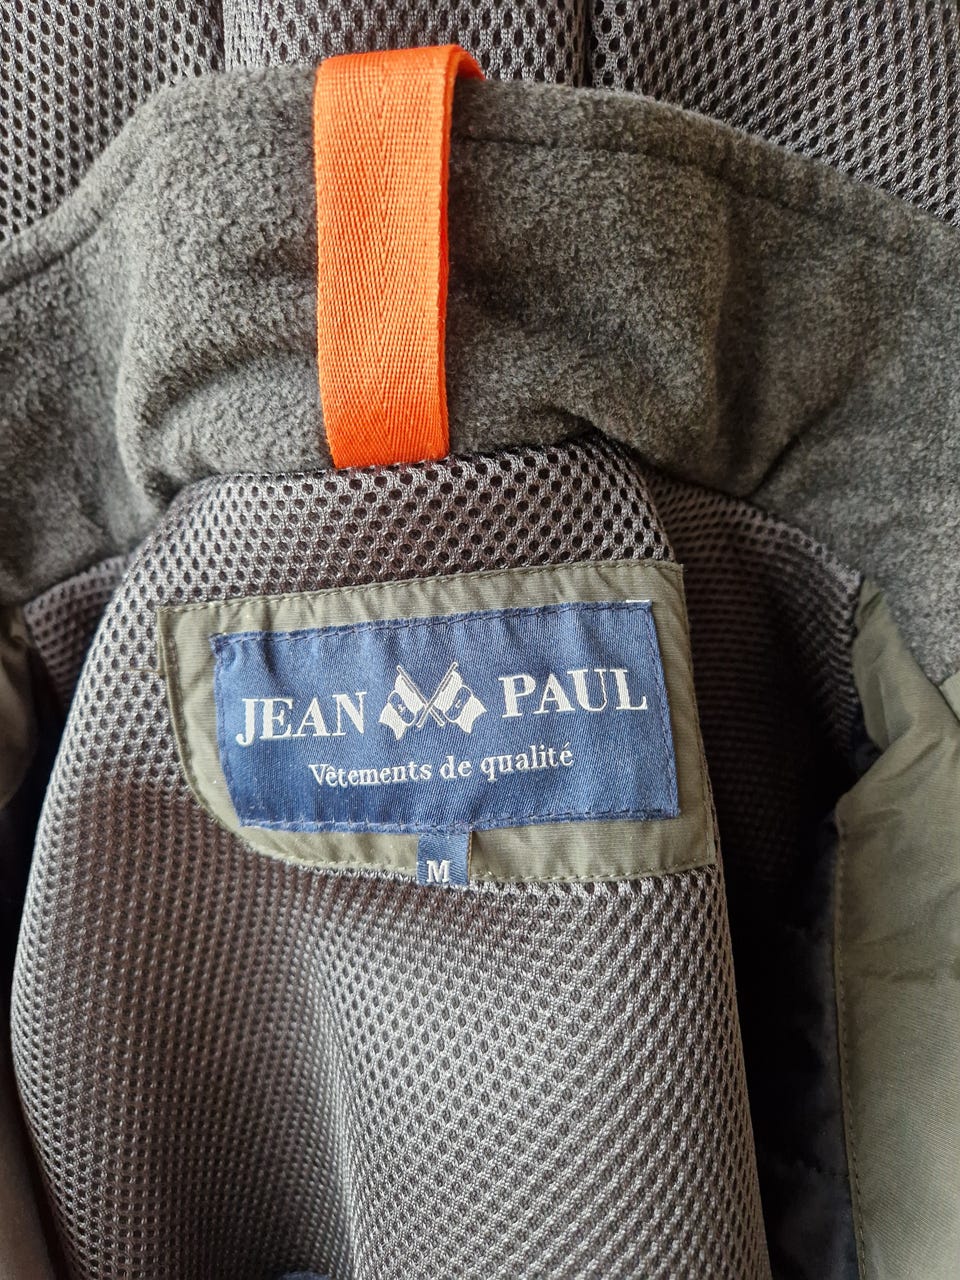 JEAN PAUL
Vêtements de qualité
M